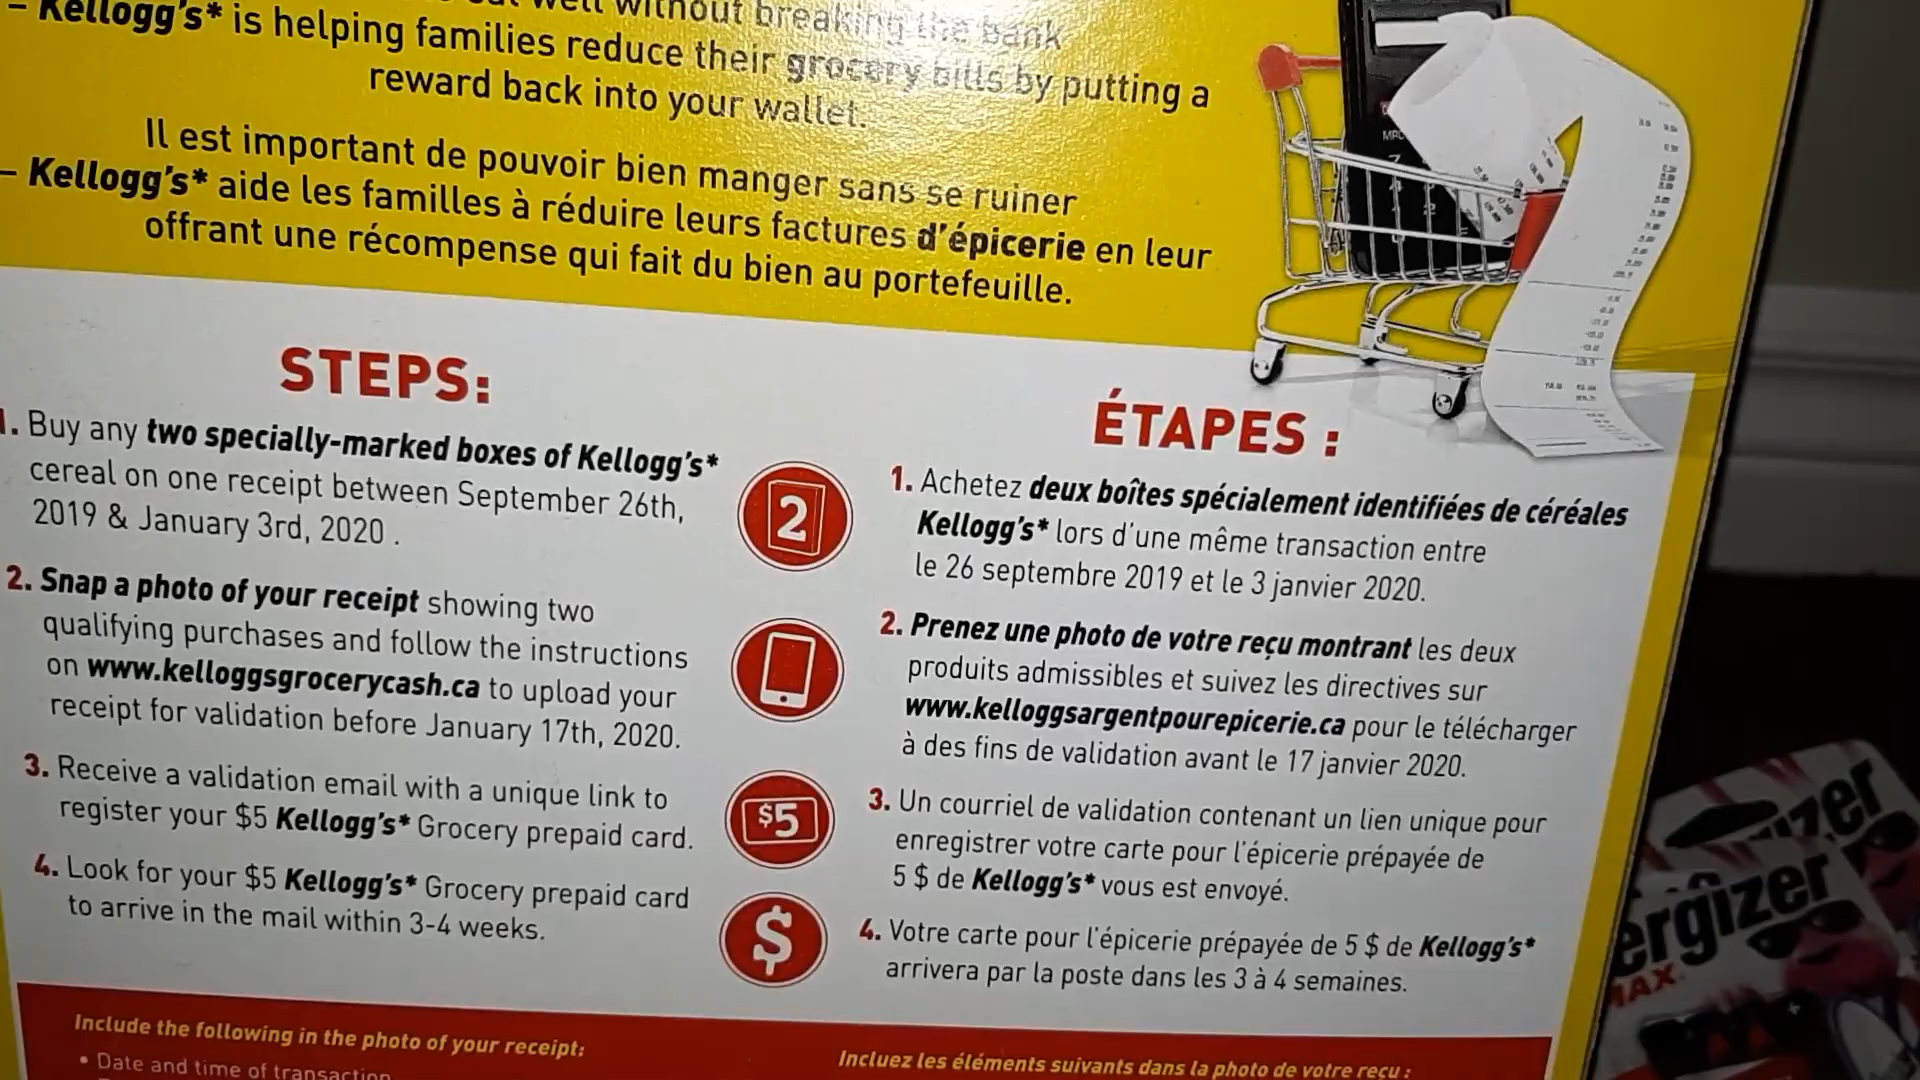 well without breaking the bank
– Kellogg's* is helping families reduce their grocery bills by putting a
reward back into your wallet.
Il est important de pouvoir bien manger sans se ruiner
– Kellogg's* aide les familles à réduire leurs factures d'épicerie en leur
offrant une récompense qui fait du bien au portefeuille.
STEPS:
1. Buy any two specially-marked boxes of Kellogg's*
cereal on one receipt between September 26th,
2019 & January 3rd, 2020 .
2. Snap a photo of your receipt showing two
qualifying purchases and follow the instructions
on www.kelloggsgrocerycash.ca to upload your
receipt for validation before January 17th, 2020.
3. Receive a validation email with a unique link to
register your $5 Kellogg's* Grocery prepaid card.
4. Look for your $5 Kellogg's* Grocery prepaid card
to arrive in the mail within 3-4 weeks.
2
$5
$
ÉTAPES :
1. Achetez deux boîtes spécialement identifiées de céréales
Kellogg's* lors d'une même transaction entre
le 26 septembre 2019 et le 3 janvier 2020.
2. Prenez une photo de votre reçu montrant les deux
produits admissibles et suivez les directives sur
www.kelloggsargentpourepicerie.ca pour le télécharger
à des fins de validation avant le 17 janvier 2020.
3. Un courriel de validation contenant un lien unique pour
enregistrer votre carte pour l'épicerie prépayée de
5 $ de Kellogg's* vous est envoyé.
4. Votre carte pour l'épicerie prépayée de 5 $ de Kellogg's*
arrivera par la poste dans les 3 à 4 semaines.
Include the following in the photo of your receipt:
• Date and time of transaction
Incluez les éléments suivants dans la photo de votre reçu :
ergizer
MAX